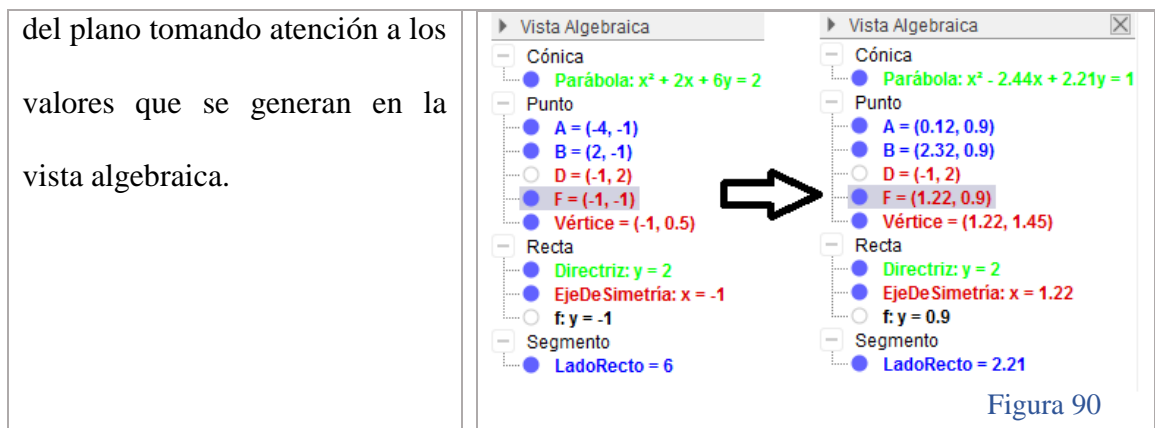 del plano tomando atención a los
valores que se generan en la
vista algebraica.
Vista Algebraica
Cónica
Parábola: x² + 2x + 6y = 2
Punto
A = (-4, -1)
B = (2, -1)
D = (-1, 2)
F = (-1, -1)
Vértice = (-1, 0.5)
Recta
Directriz: y = 2
EjeDeSimetría: x = -1
f: y = -1
Segmento
LadoRecto = 6
Vista Algebraica
Cónica
Parábola: x² - 2.44x + 2.21y = 1
Punto
A = (0.12, 0.9)
B = (2.32, 0.9)
D = (-1, 2)
F = (1.22, 0.9)
Vértice = (1.22, 1.45)
Recta
Directriz: y = 2
EjeDeSimetría: x = 1.22
f: y = 0.9
Segmento
LadoRecto = 2.21
Figura 90